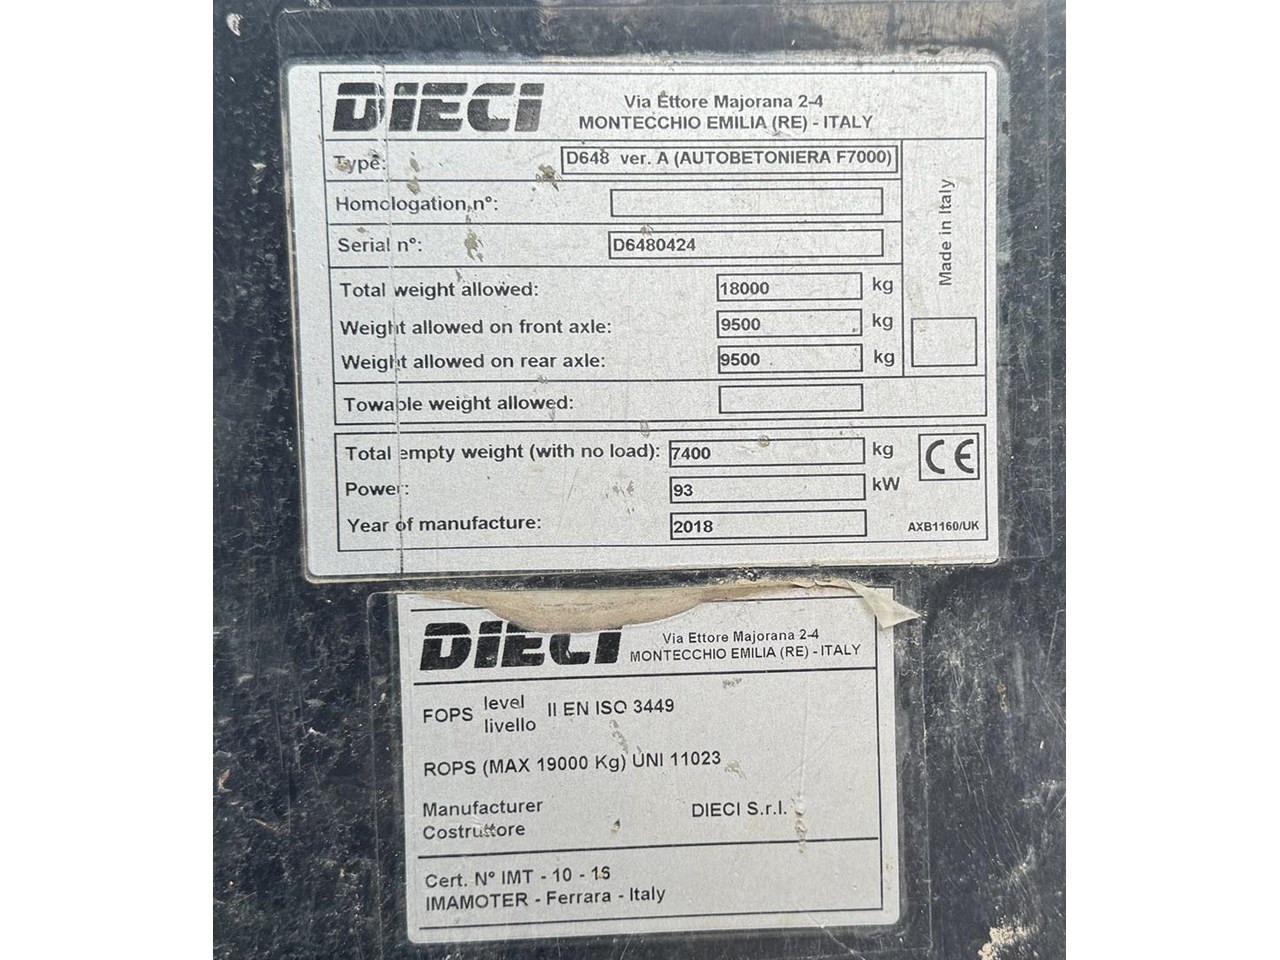 DIECI
Via Ettore Majorana 2-4
MONTECCHIO EMILIA (RE) - ITALY
Type: D648 ver. A (AUTOBETONIERA F7000)
Homologation n°:
Serial n°: D6480424
Made in Italy
Total weight allowed: 18000 kg
Weight allowed on front axle: 9500 kg
Weight allowed on rear axle: 9500 kg
Towable weight allowed:
Total empty weight (with no load): 7400 kg
CE
Power: 93 kW
Year of manufacture: 2018
AXB1160/UK
DIECI
Via Ettore Majorana 2-4
MONTECCHIO EMILIA (RE) - ITALY
FOPS level livello II EN ISO 3449
ROPS (MAX 19000 Kg) UNI 11023
Manufacturer
Costruttore DIECI S.r.l.
Cert. N° IMT - 10 - 16
IMAMOTER - Ferrara - Italy